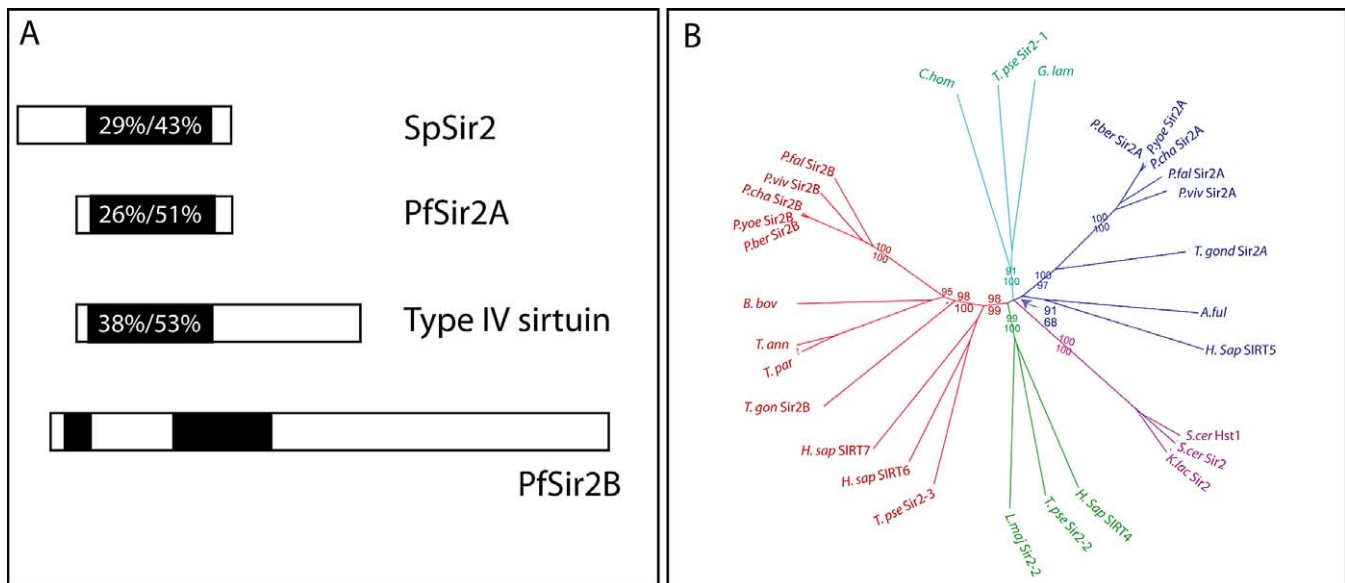 A
29%/43%
SpSir2
26%/51%
PfSir2A
38%/53%
Type IV sirtuin
PfSir2B
B
C.hom
T. pse Sir2-1
G. lam
P.ber Sir2A
P.yoe Sir2A
P.cha Sir2A
P.fal Sir2A
P.viv Sir2A
100
100
T. gond Sir2A
100
97
A.ful
91
68
H. Sap SIRT5
100
100
S.cer Hst1
S.cer Sir2
K.lac Sir2
H. Sap SIRT4
T. pse Sir2-2
L.maj Sir2-2
99
100
91
100
98
99
98
100
95
100
100
P.fal Sir2B
P.viv Sir2B
P.cha Sir2B
P.yoe Sir2B
P.ber Sir2B
B. bov
T. ann
T. par
T. gon Sir2B
H. sap SIRT7
H. sap SIRT6
T. pse Sir2-3